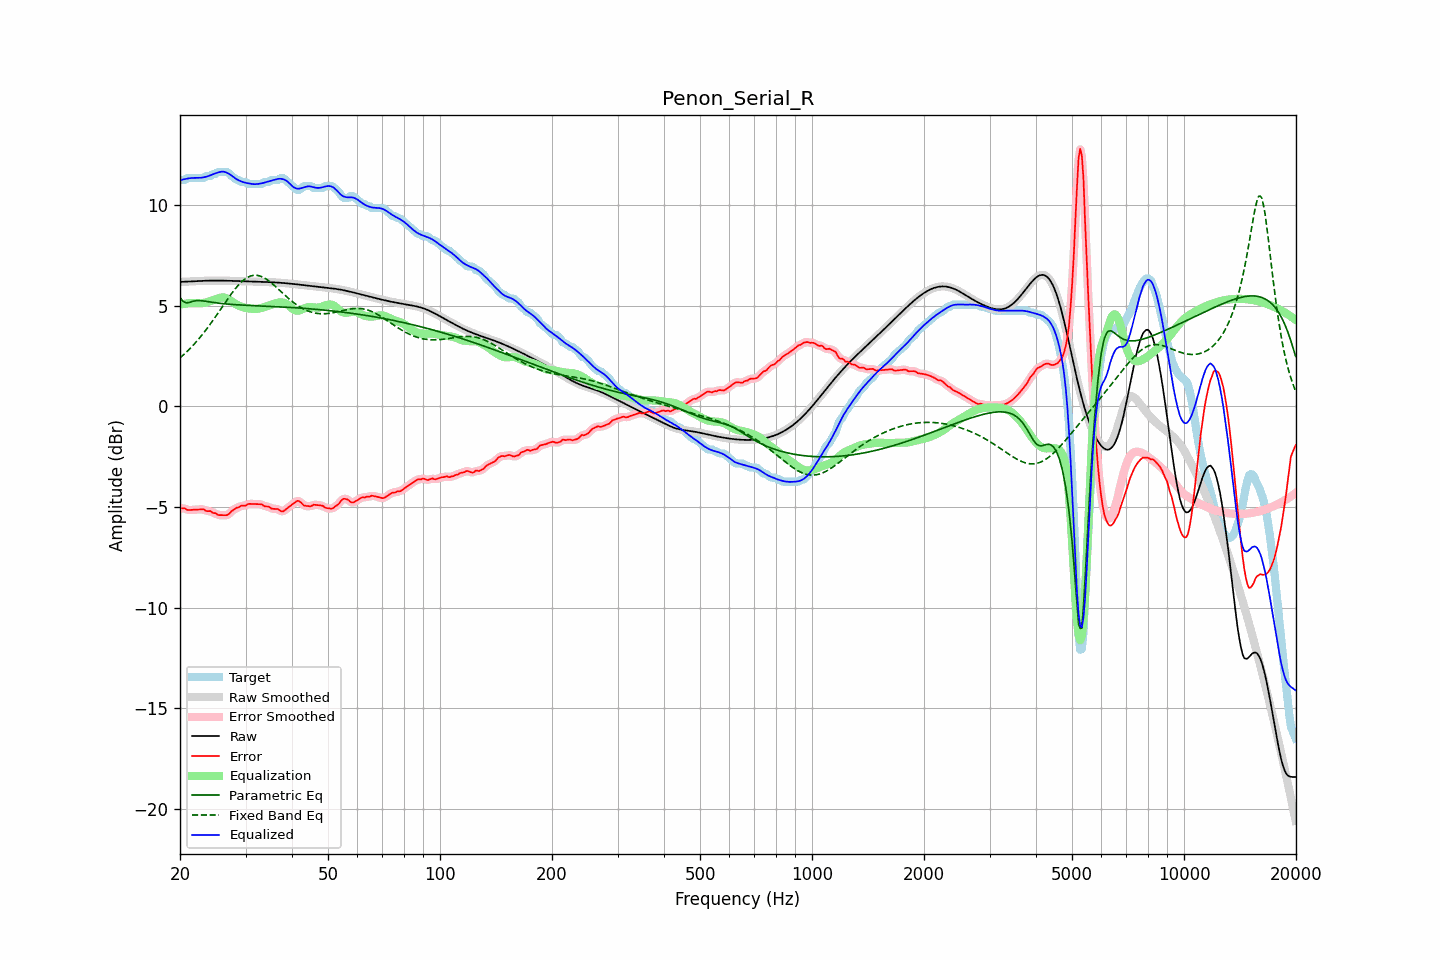 Penon_Serial_R
Amplitude (dBr)
10
5
0
−5
−10
−15
−20
Target
Raw Smoothed
Error Smoothed
Raw
Error
Equalization
Parametric Eq
Fixed Band Eq
Equalized
20 50 100 200 500 1000 2000 5000 10000 20000
Frequency (Hz)